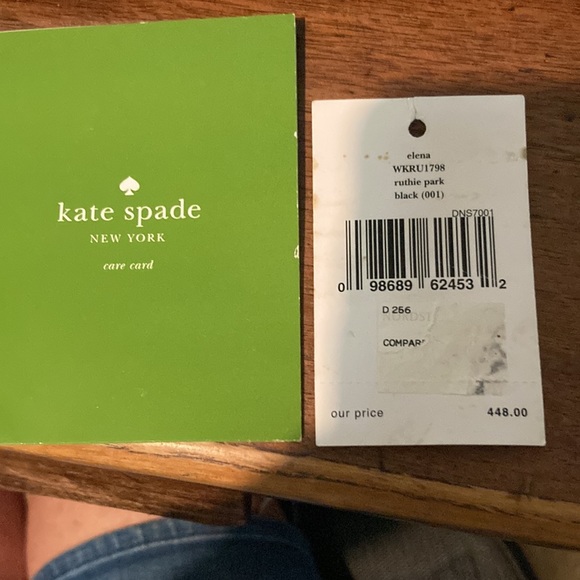 kate spade
NEW YORK
care card
elena
WKRU1798
ruthie park
black (001)
DNS7001
0 98689 62453 2
D 256
COMPAR
our price 448.00